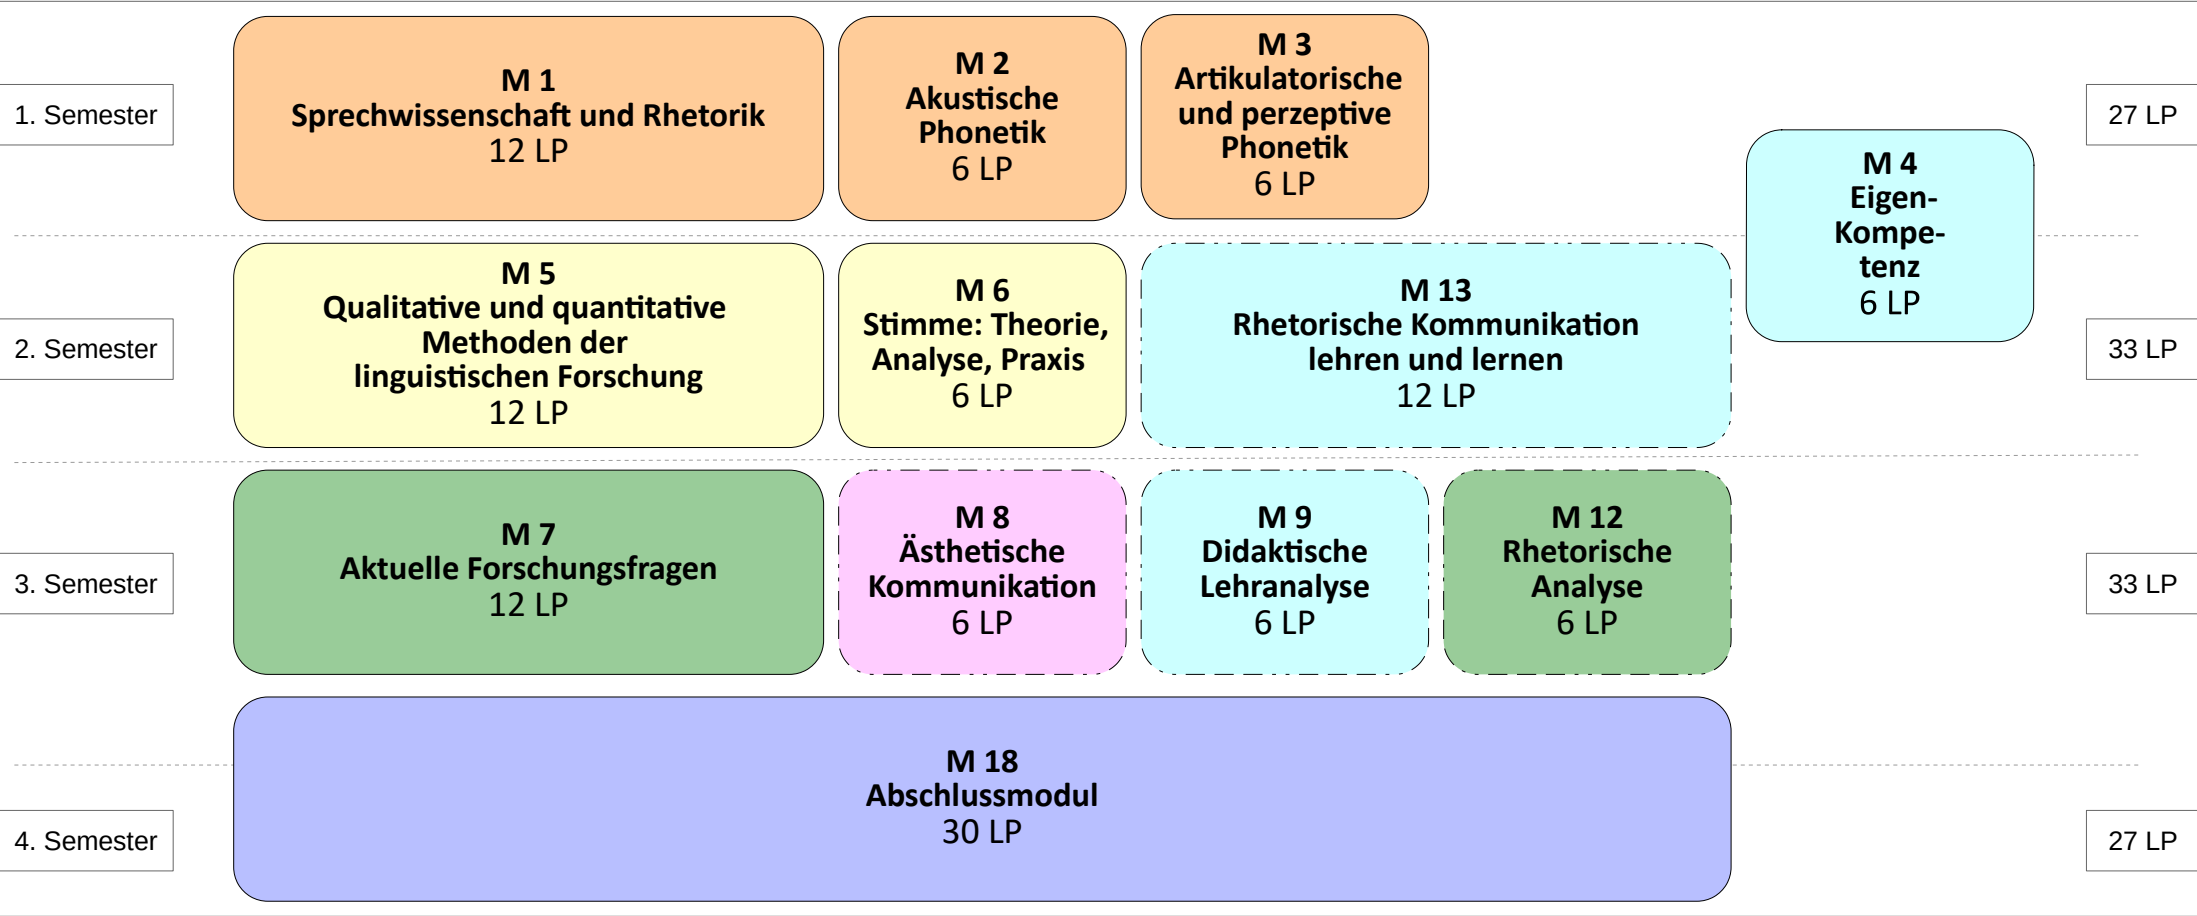 1. Semester
M 1
Sprechwissenschaft und Rhetorik
12 LP
M 2
Akustische
Phonetik
6 LP
M 3
Artikulatorische
und perzeptive
Phonetik
6 LP
M 4
Eigen-
Kompe-
tenz
6 LP
27 LP
2. Semester
M 5
Qualitative und quantitative
Methoden der
linguistischen Forschung
12 LP
M 6
Stimme: Theorie,
Analyse, Praxis
6 LP
M 13
Rhetorische Kommunikation
lehren und lernen
12 LP
33 LP
3. Semester
M 7
Aktuelle Forschungsfragen
12 LP
M 8
Ästhetische
Kommunikation
6 LP
M 9
Didaktische
Lehranalyse
6 LP
M 12
Rhetorische
Analyse
6 LP
33 LP
4. Semester
M 18
Abschlussmodul
30 LP
27 LP